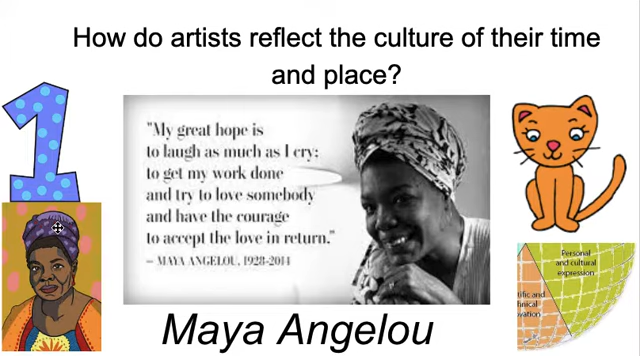 How do artists reflect the culture of their time
and place?
1
"My great hope is
to laugh as much as I cry;
to get my work done
and try to love somebody
and have the courage
to accept the love in return."
– MAYA ANGELOU, 1928-2014
Personal
and cultural
expression
tific and
hnical
vation
Maya Angelou